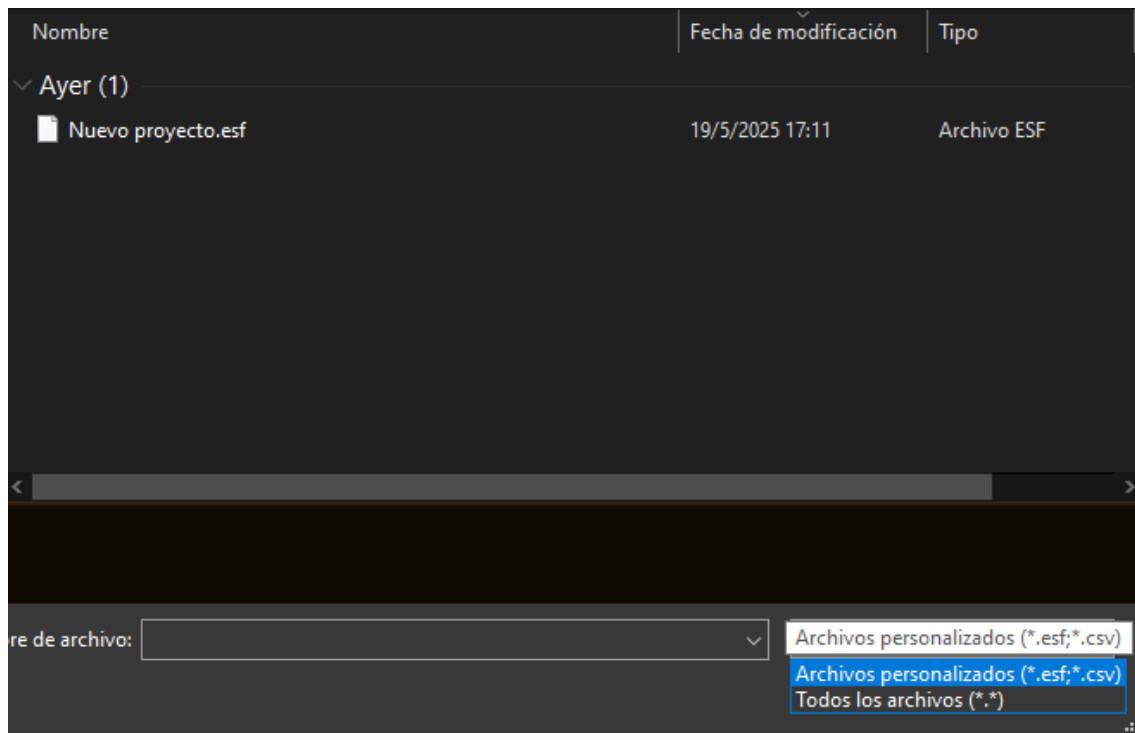 Nombre Fecha de modificación Tipo
Ayer (1)
Nuevo proyecto.esf 19/5/2025 17:11 Archivo ESF
re de archivo: Archivos personalizados (*.esf;*.csv)
Archivos personalizados (*.esf;*.csv)
Todos los archivos (*.*)